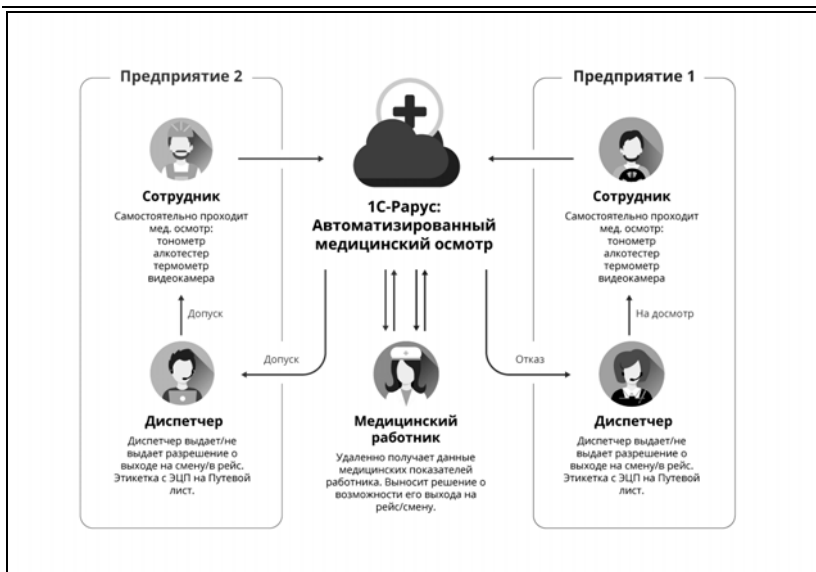 Предприятие 2
Сотрудник
Самостоятельно проходит
мед. осмотр:
тонометр
алкотестер
термометр
видеокамера
Допуск
Диспетчер
Диспетчер выдает/не
выдает разрешение о
выходе на смену/в рейс.
Этикетка с ЭЦП на Путевой
лист.
1С-Рарус:
Автоматизированный
медицинский осмотр
Допуск
Отказ
Медицинский
работник
Удаленно получает данные
медицинских показателей
работника. Выносит решение о
возможности его выхода на
рейс/смену.
Предприятие 1
Сотрудник
Самостоятельно проходит
мед. осмотр:
тонометр
алкотестер
термометр
видеокамера
На досмотр
Диспетчер
Диспетчер выдает/не
выдает разрешение о
выходе на смену/в рейс.
Этикетка с ЭЦП на Путевой
лист.